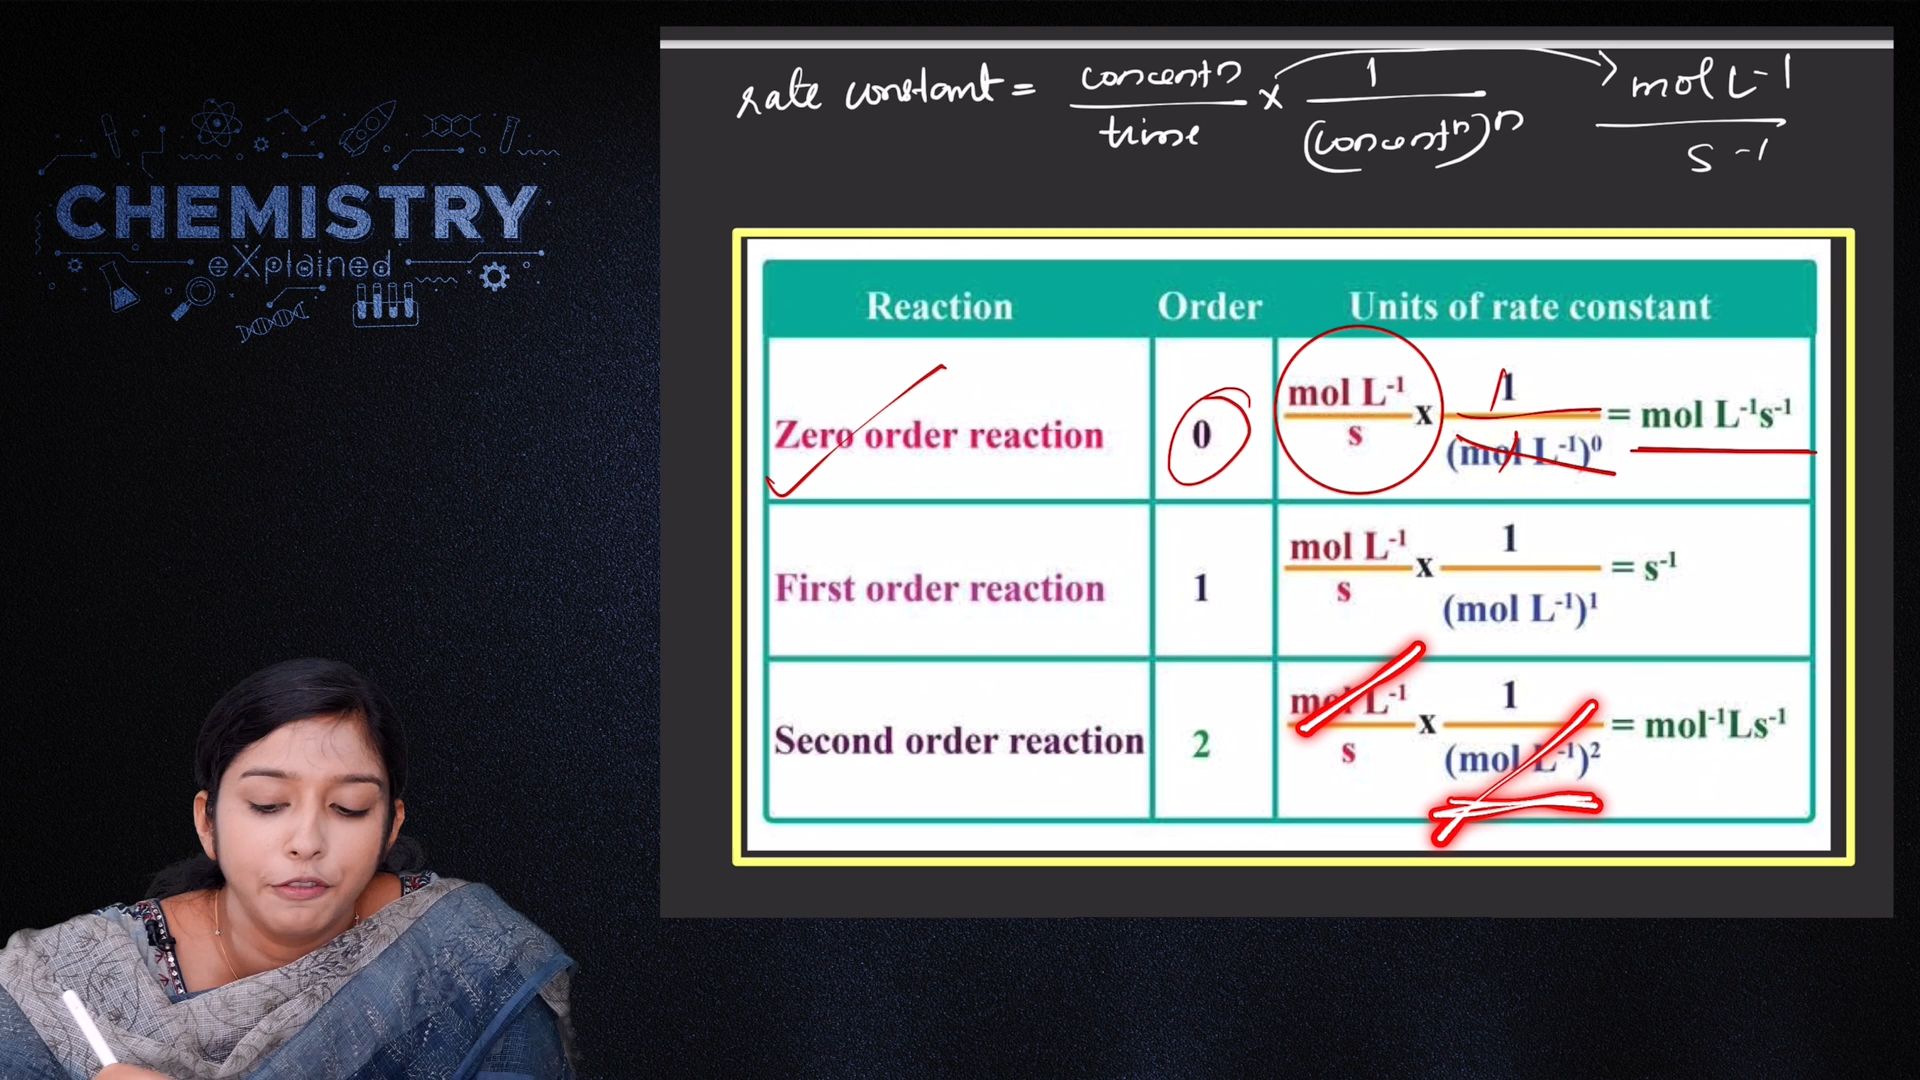 CHEMISTRY
eXplained
rate constant = concentn/time × 1/(concentn)ⁿ → mol L-1/s-1
Reaction Order Units of rate constant
Zero order reaction 0 mol L⁻¹/s x 1/(mol L⁻¹)⁰ = mol L⁻¹s⁻¹
First order reaction 1 mol L⁻¹/s x 1/(mol L⁻¹)¹ = s⁻¹
Second order reaction 2 mol L⁻¹/s x 1/(mol L⁻¹)² = mol⁻¹Ls⁻¹